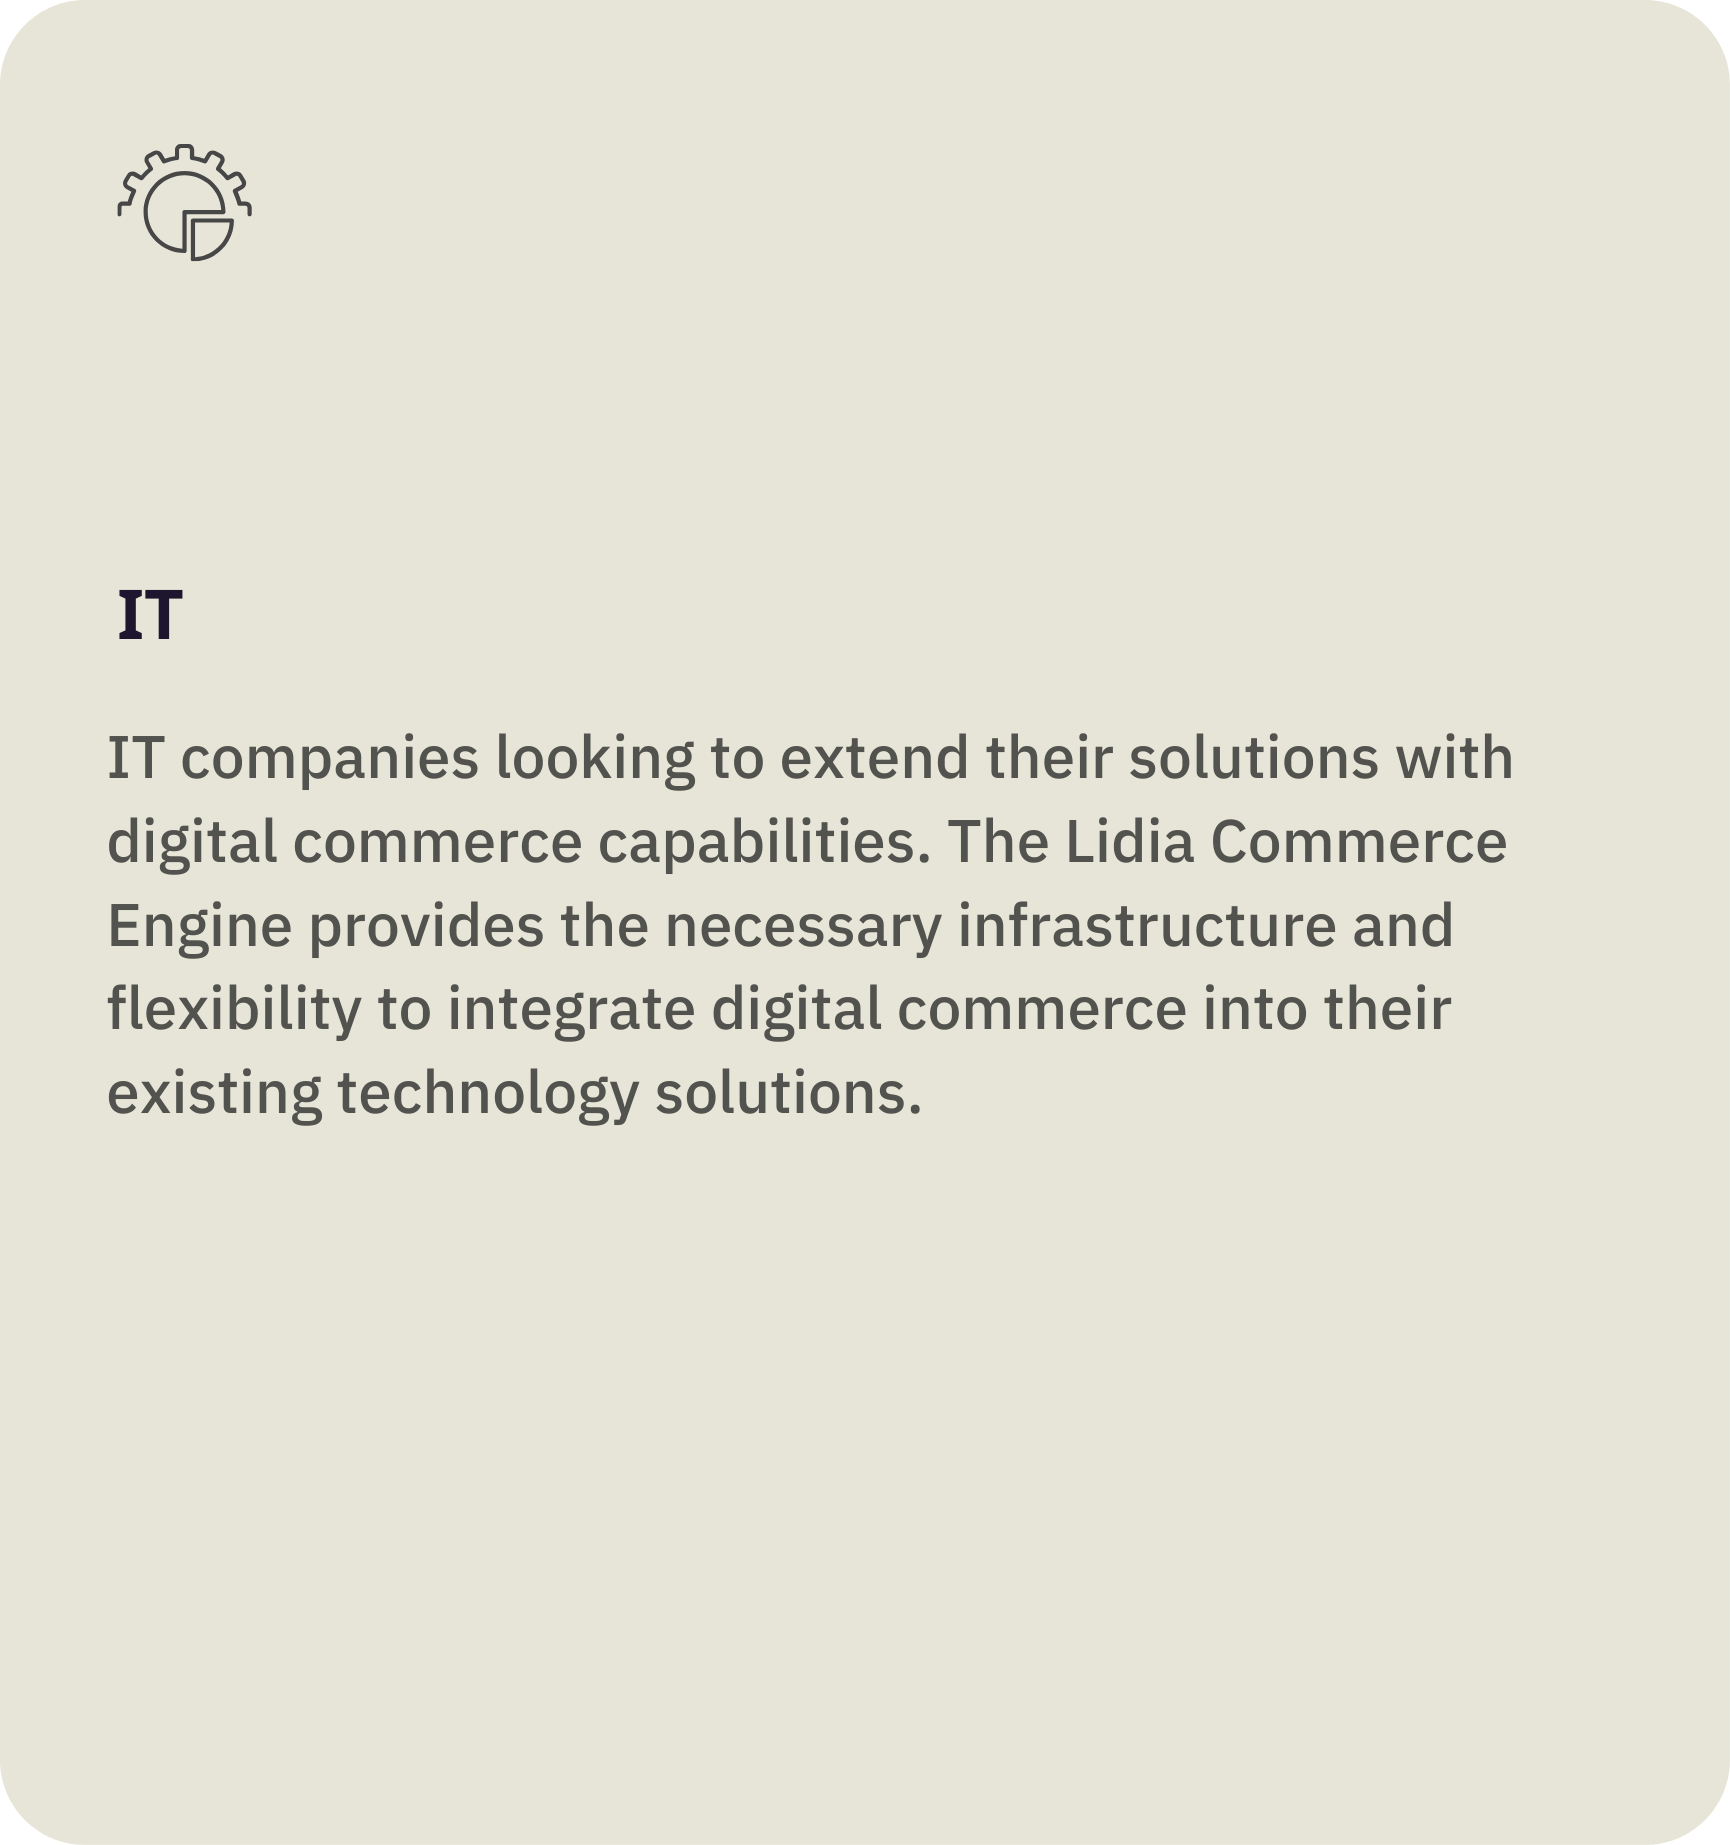 IT
IT companies looking to extend their solutions with
digital commerce capabilities. The Lidia Commerce
Engine provides the necessary infrastructure and
flexibility to integrate digital commerce into their
existing technology solutions.